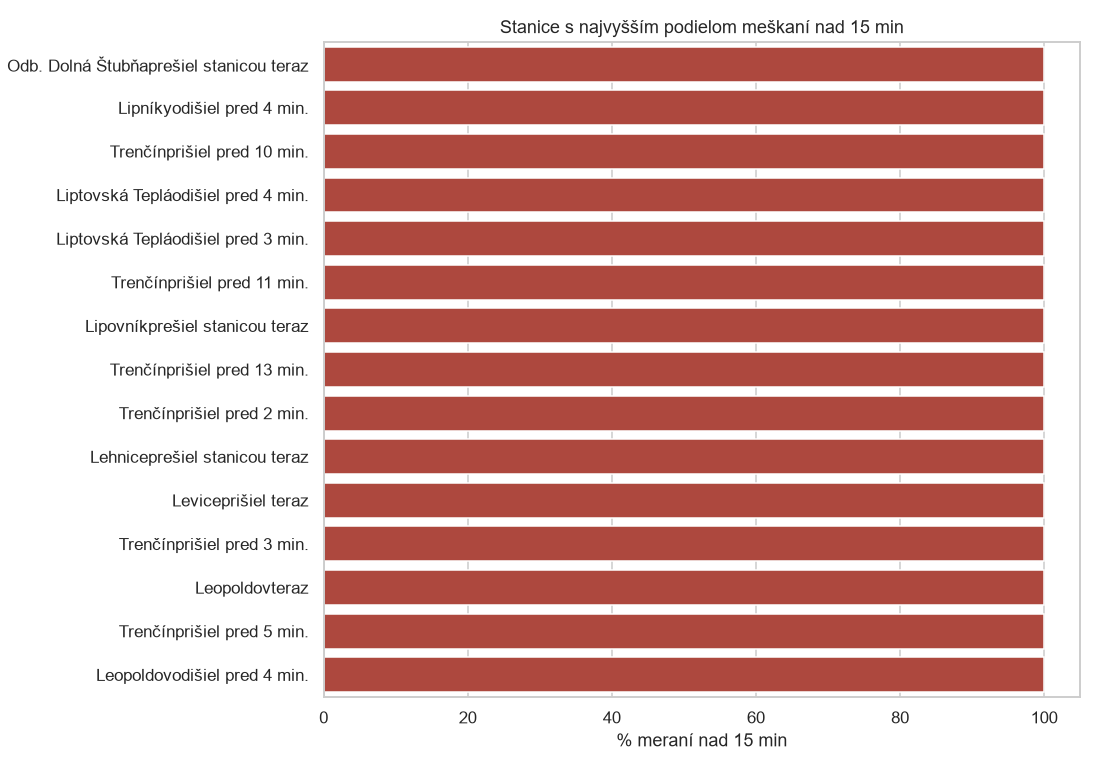 Stanice s najvyšším podielom meškaní nad 15 min
Odb. Dolná Štubňaprešiel stanicou teraz
Lipníkyodišiel pred 4 min.
Trenčínprišiel pred 10 min.
Liptovská Tepláodišiel pred 4 min.
Liptovská Tepláodišiel pred 3 min.
Trenčínprišiel pred 11 min.
Lipovníkprešiel stanicou teraz
Trenčínprišiel pred 13 min.
Trenčínprišiel pred 2 min.
Lehniceprešiel stanicou teraz
Leviceprišiel teraz
Trenčínprišiel pred 3 min.
Leopoldovteraz
Trenčínprišiel pred 5 min.
Leopoldovodišiel pred 4 min.
0 20 40 60 80 100
% meraní nad 15 min